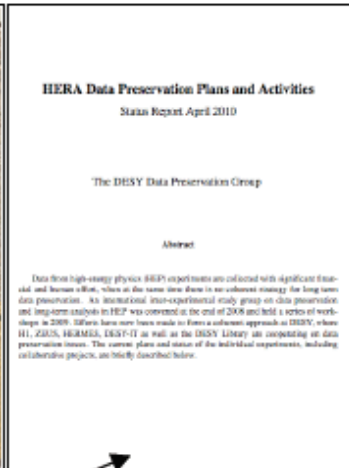 HERA Data Preservation Plans and Activities
Status Report April 2010
The DESY Data Preservation Group
Abstract
Data from high-energy physics (HEP) experiments are collected with significant finan-
cial and human effort, when at the same time there is no coherent strategy for long term
data preservation. An international inter-experimental study group on data preservation
and long-term analysis in HEP was convened at the end of 2008 and held a series of work-
shops in 2009. Efforts have now been made to form a coherent approach at DESY, where
H1, ZEUS, HERMES, DESY-IT as well as the DESY Library are cooperating on data
preservation issues. The current plans and status of the individual experiments, including
collaborative projects, are briefly described below.